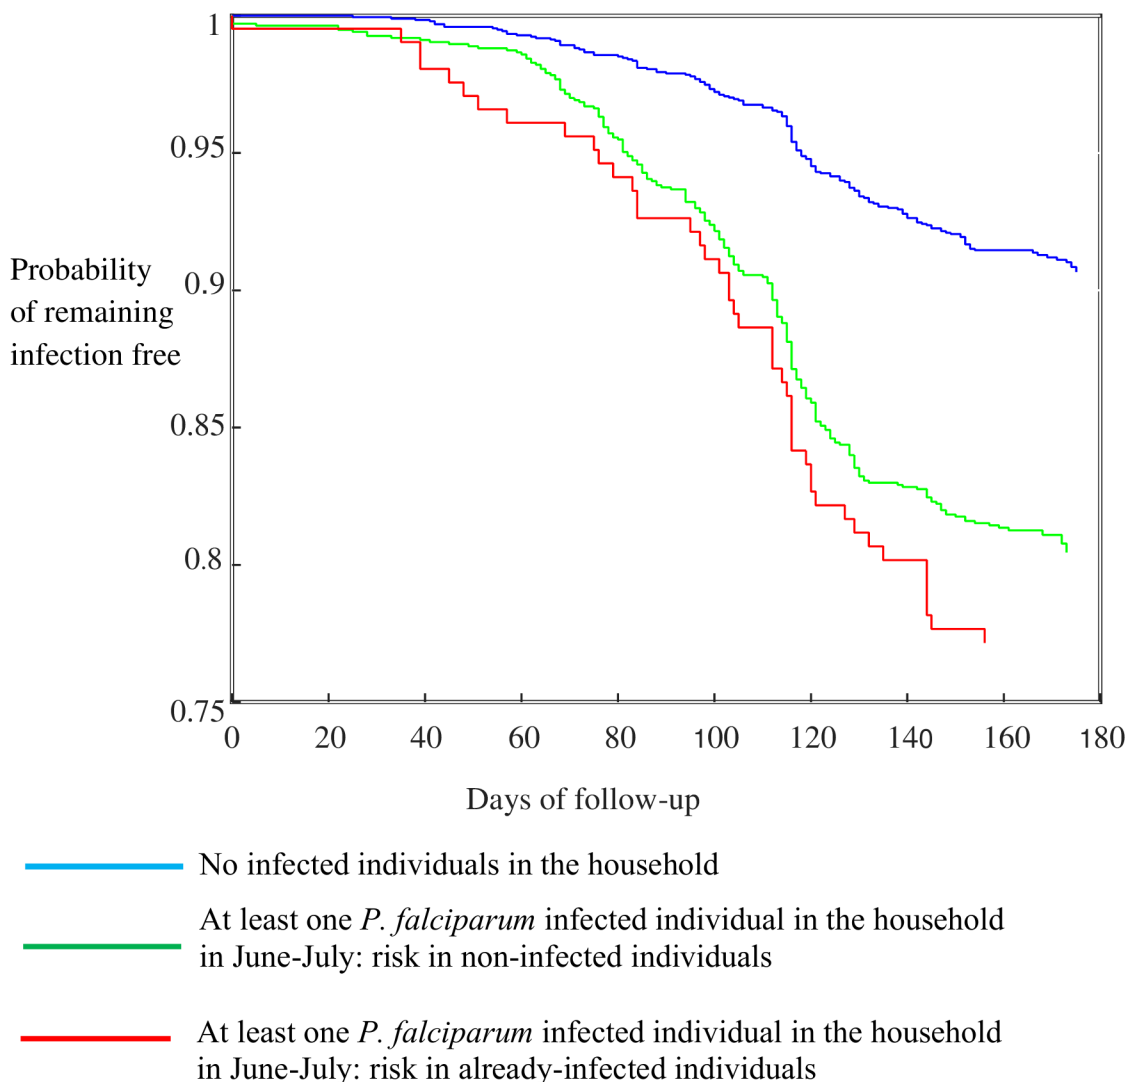 1
0.95
Probability
of remaining
infection free
0.9
0.85
0.8
0.75
0 20 40 60 80 100 120 140 160 180
Days of follow-up
No infected individuals in the household
At least one P. falciparum infected individual in the household
in June-July: risk in non-infected individuals
At least one P. falciparum infected individual in the household
in June-July: risk in already-infected individuals